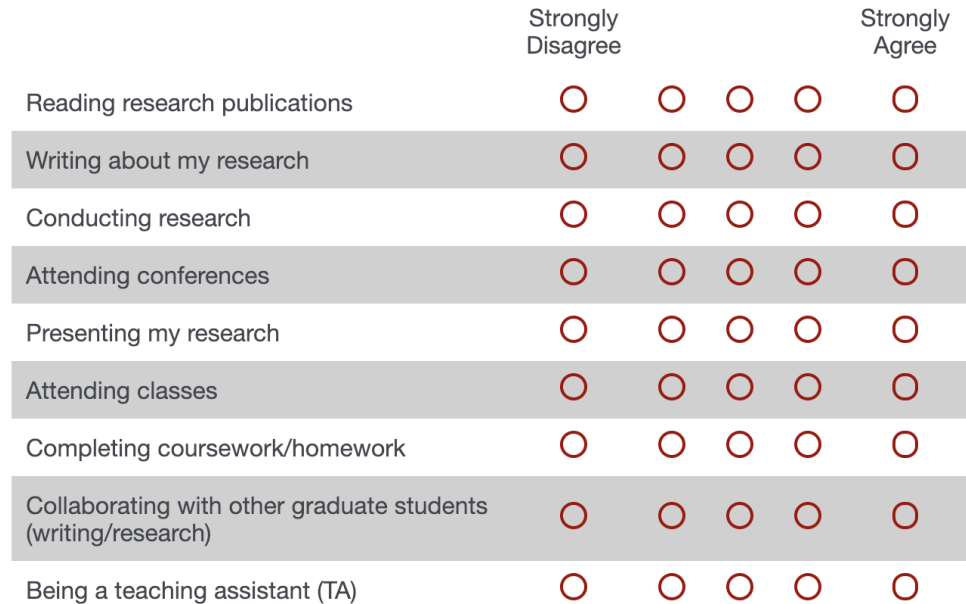 Strongly Disagree
Strongly Agree
Reading research publications
Writing about my research
Conducting research
Attending conferences
Presenting my research
Attending classes
Completing coursework/homework
Collaborating with other graduate students
(writing/research)
Being a teaching assistant (TA)